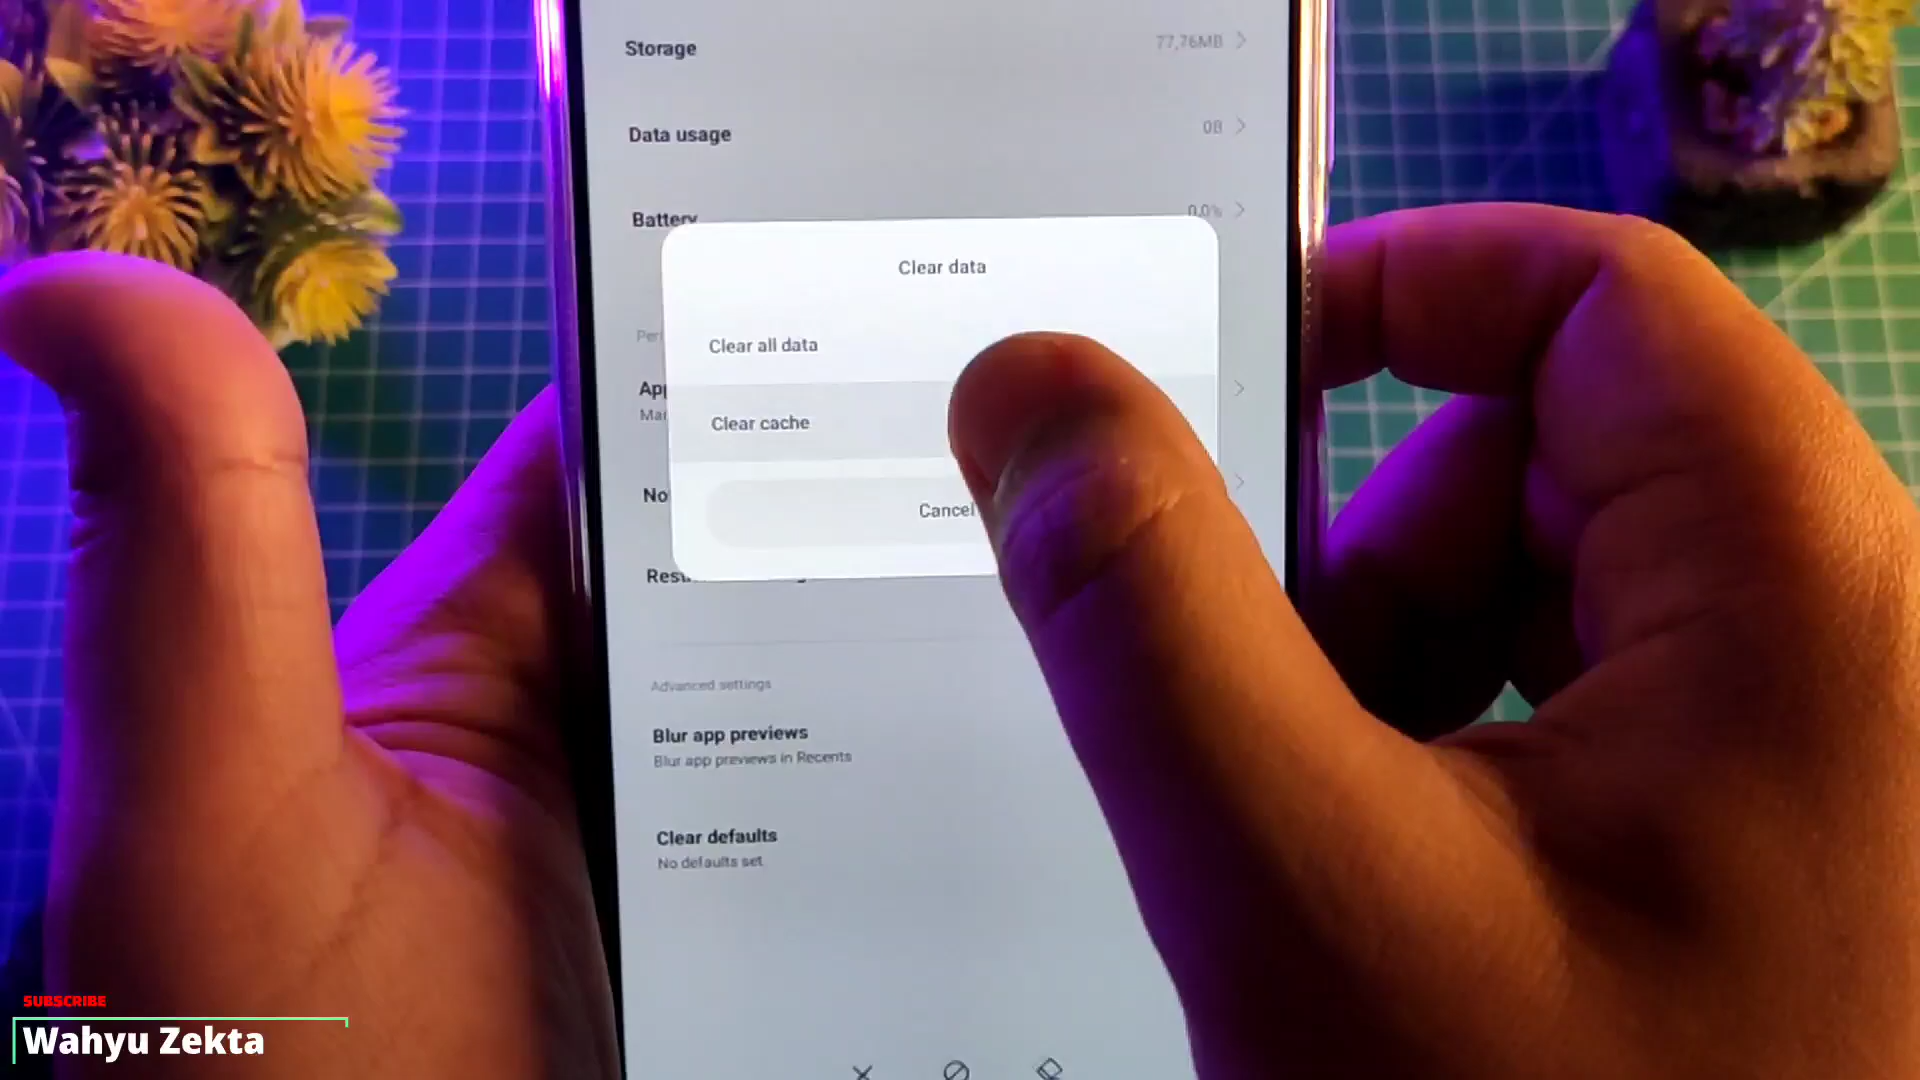 Storage
77,76MB
Data usage
0B
Battery
0.0%
Clear data
Clear all data
Clear cache
Cancel
Advanced settings
Blur app previews
Blur app previews in Recents
Clear defaults
No defaults set
SUBSCRIBE
Wahyu Zekta